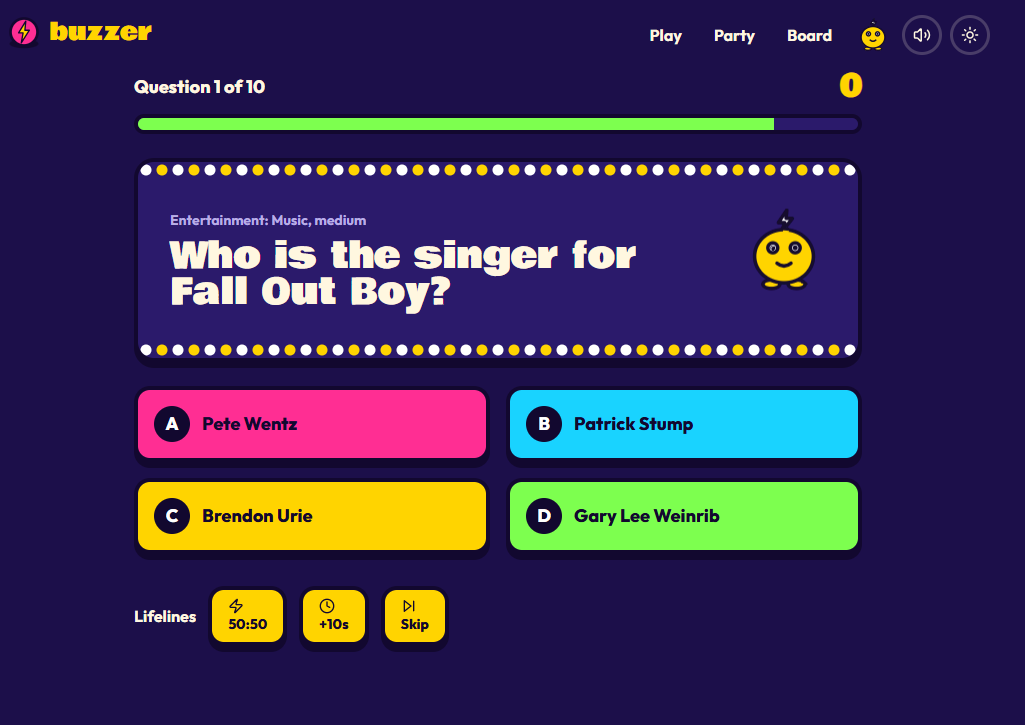 buzzer
Play
Party
Board
Question 1 of 10
0
Entertainment: Music, medium
Who is the singer for
Fall Out Boy?
A Pete Wentz
B Patrick Stump
C Brendon Urie
D Gary Lee Weinrib
Lifelines
50:50
+10s
Skip